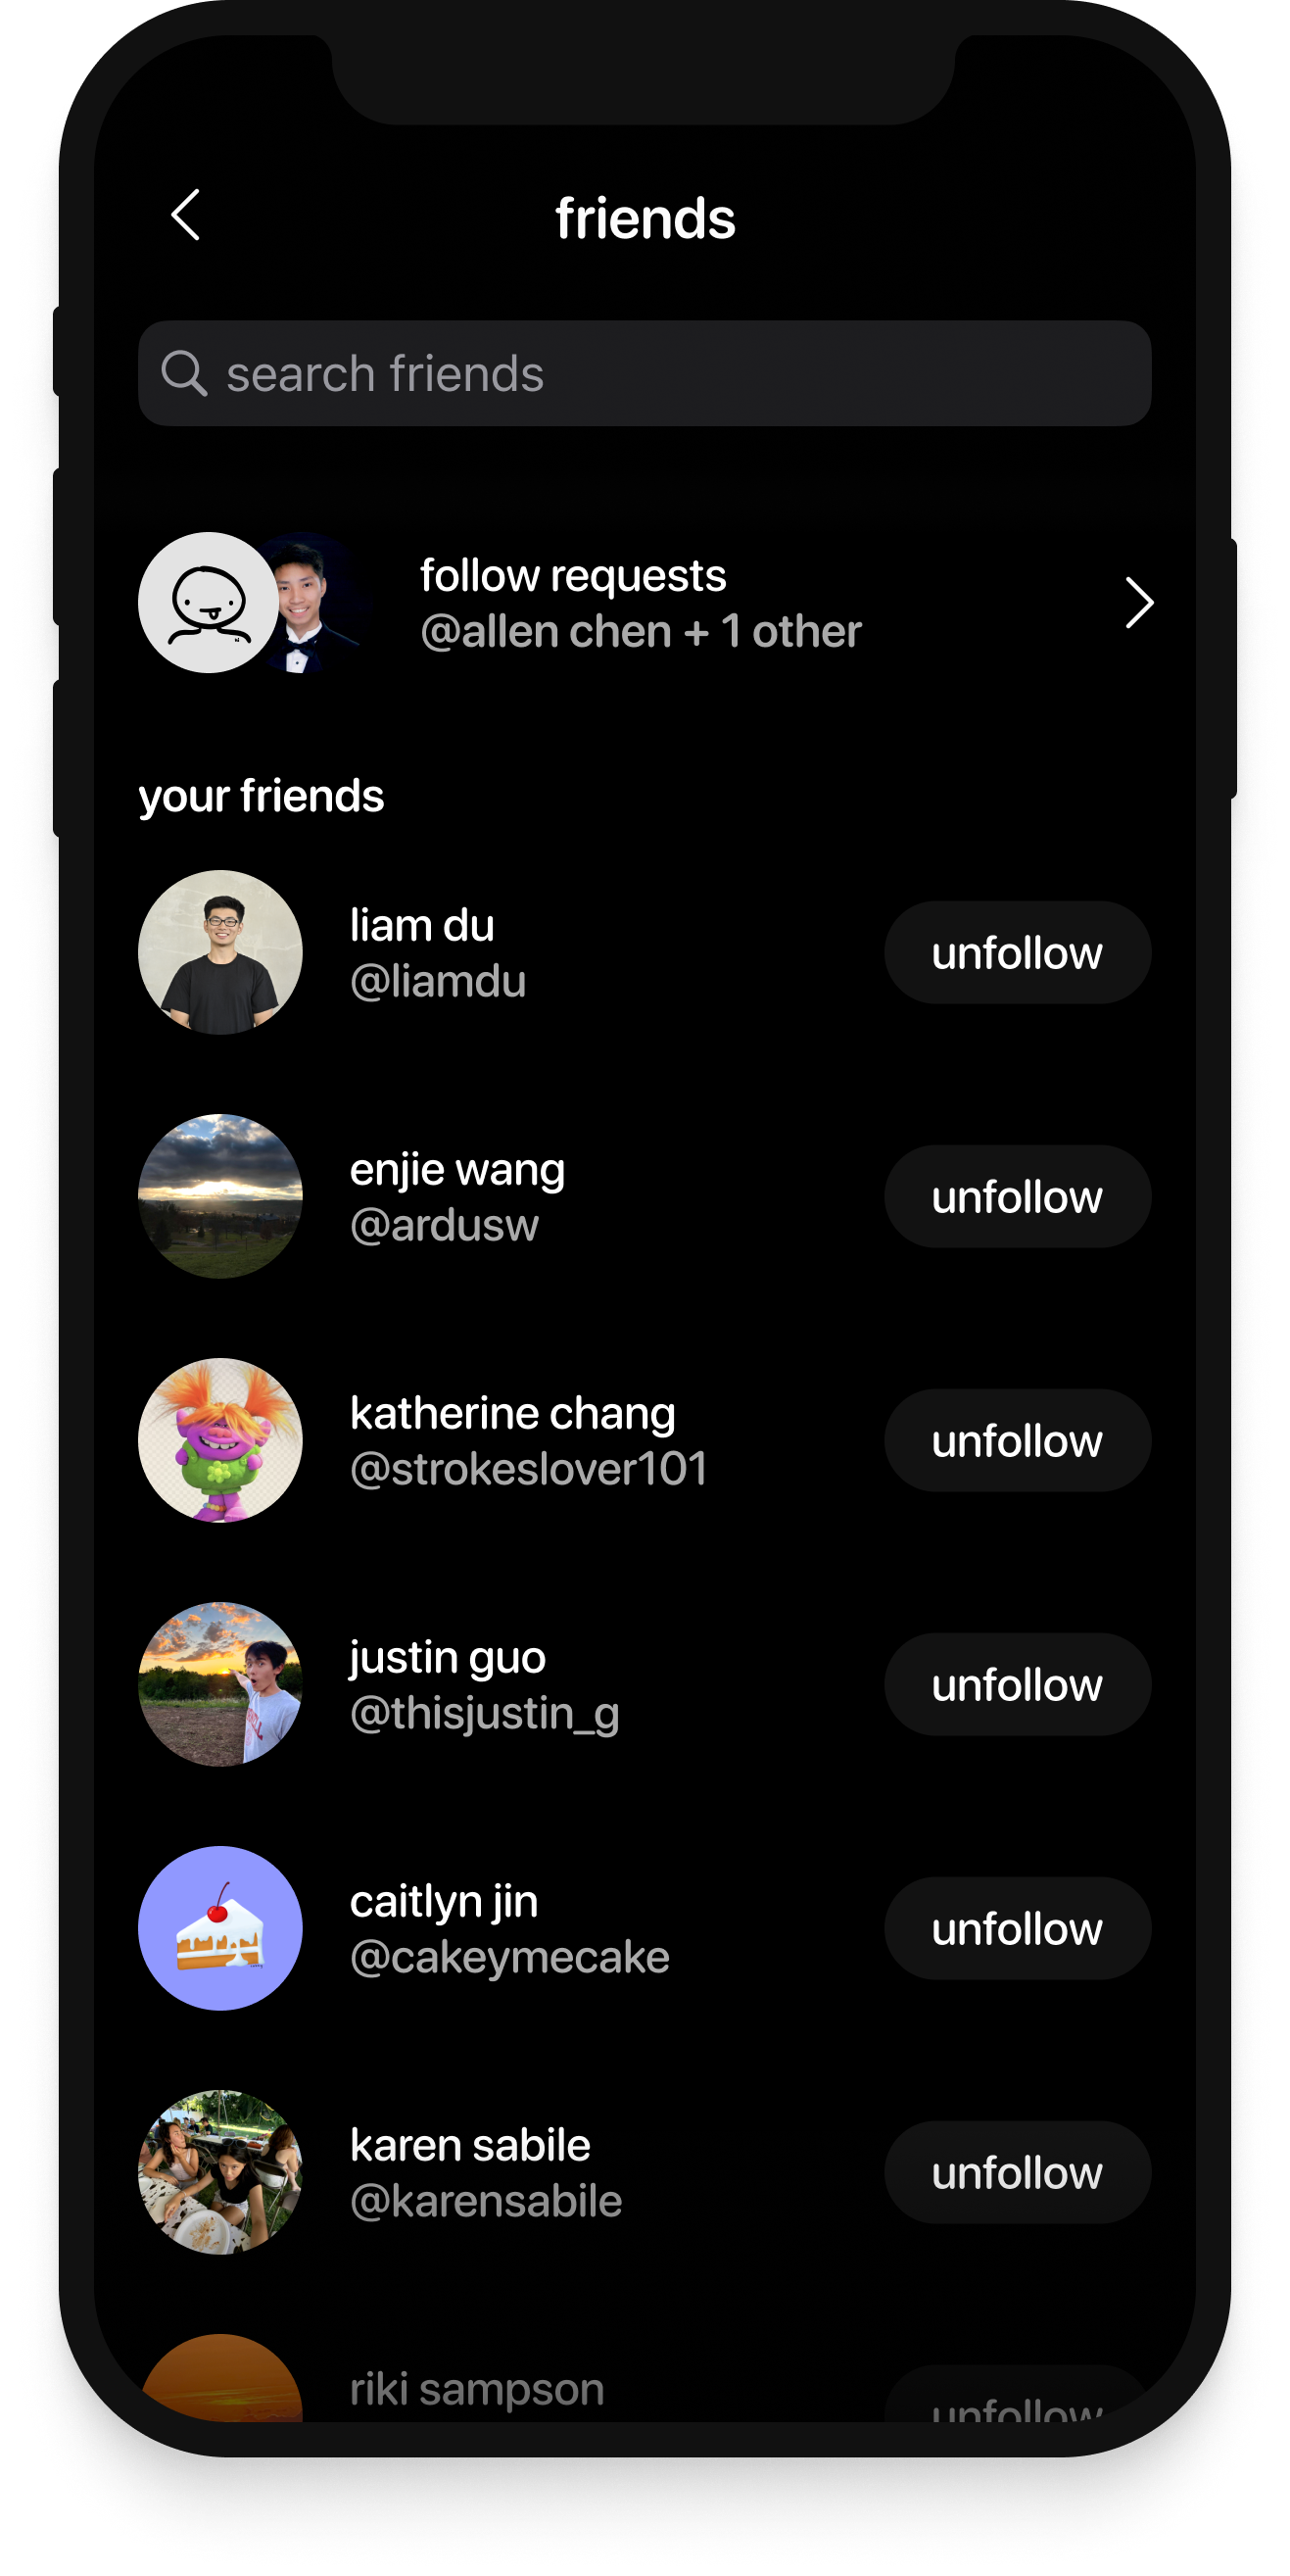 friends
search friends
follow requests
@allen chen + 1 other
your friends
liam du
@liamdu
unfollow
enjie wang
@ardusw
unfollow
katherine chang
@strokeslover101
unfollow
justin guo
@thisjustin_g
unfollow
caitlyn jin
@cakeymecake
unfollow
karen sabile
@karensabile
unfollow
riki sampson
unfollow